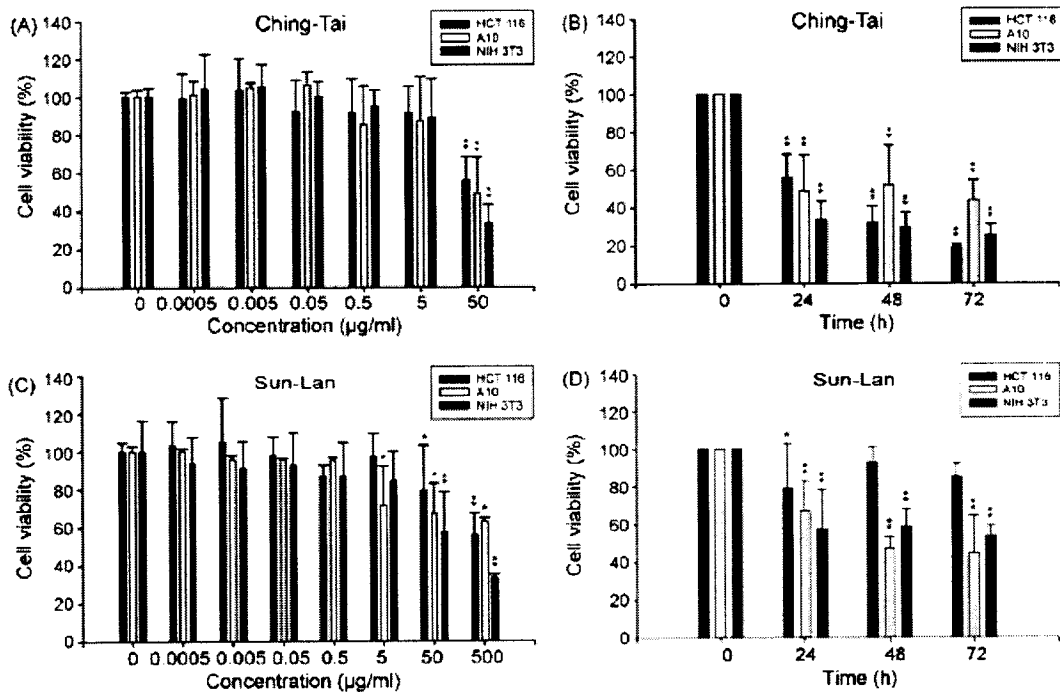 (A) Ching-Tai
HCT 116
A10
NIH 3T3
Cell viability (%)
140
120
100
80
60
40
20
0
0 0.0005 0.005 0.05 0.5 5 50
Concentration (µg/ml)
** ** **
(B) Ching-Tai
HCT 116
A10
NIH 3T3
Cell viability (%)
140
120
100
80
60
40
20
0
0 24 48 72
Time (h)
** ** ** ** ** ** ** ** **
(C) Sun-Lan
HCT 116
A10
NIH 3T3
Cell viability (%)
140
120
100
80
60
40
20
0
0 0.0005 0.005 0.05 0.5 5 50 500
Concentration (µg/ml)
* * * ** ** * **
(D) Sun-Lan
HCT 116
A10
NIH 3T3
Cell viability (%)
140
120
100
80
60
40
20
0
0 24 48 72
Time (h)
* ** ** ** ** ** **